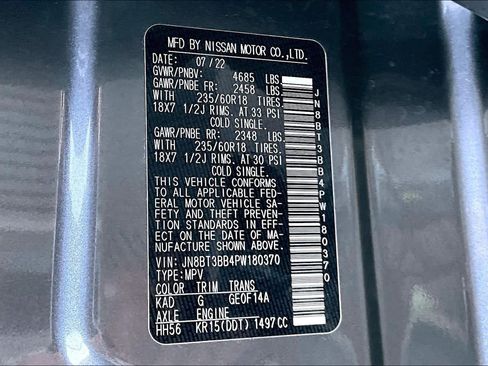 MFD BY NISSAN MOTOR CO.,LTD.
DATE: 07/22
GVWR/PNBV: 4685 LBS
GAWR/PNBE FR: 2458 LBS
WITH 235/60R18 TIRES.
18X7 1/2J RIMS. AT 33 PSI
COLD SINGLE.
GAWR/PNBE RR: 2348 LBS
WITH 235/60R18 TIRES.
18X7 1/2J RIMS. AT 30 PSI
COLD SINGLE.
THIS VEHICLE CONFORMS
TO ALL APPLICABLE FED-
ERAL MOTOR VEHICLE SA-
FETY AND THEFT PREVEN-
TION STANDARDS IN EFF-
ECT ON THE DATE OF MA-
NUFACTURE SHOWN ABOVE.
VIN: JN8BT3BB4PW180370
TYPE:MPV
COLOR TRIM TRANS
KAD G GE0F14A
AXLE ENGINE
HH56 KR15(DDT) 1497CC
JN8BT3BB4PW180370